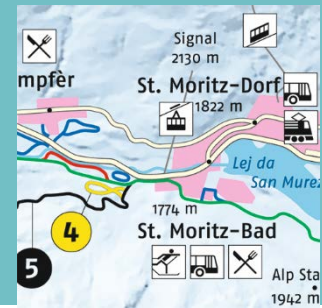 Signal
2130 m
mpfèr
St. Moritz-Dorf
1822 m
Lej da
San Murez
1774 m
4
St. Moritz-Bad
5
Alp Sta
1942 m